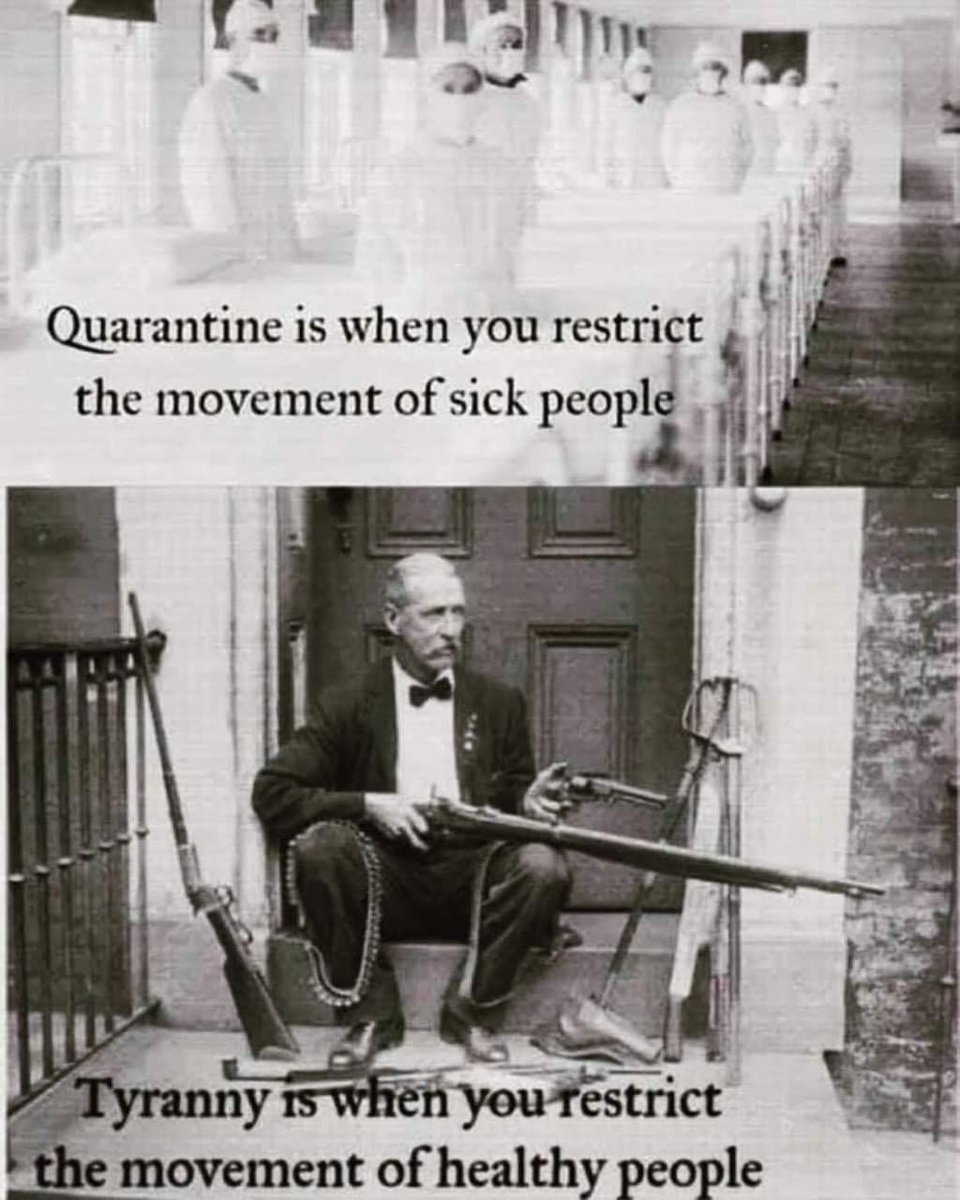 Quarantine is when you restrict
the movement of sick people
Tyranny is when you restrict
the movement of healthy people